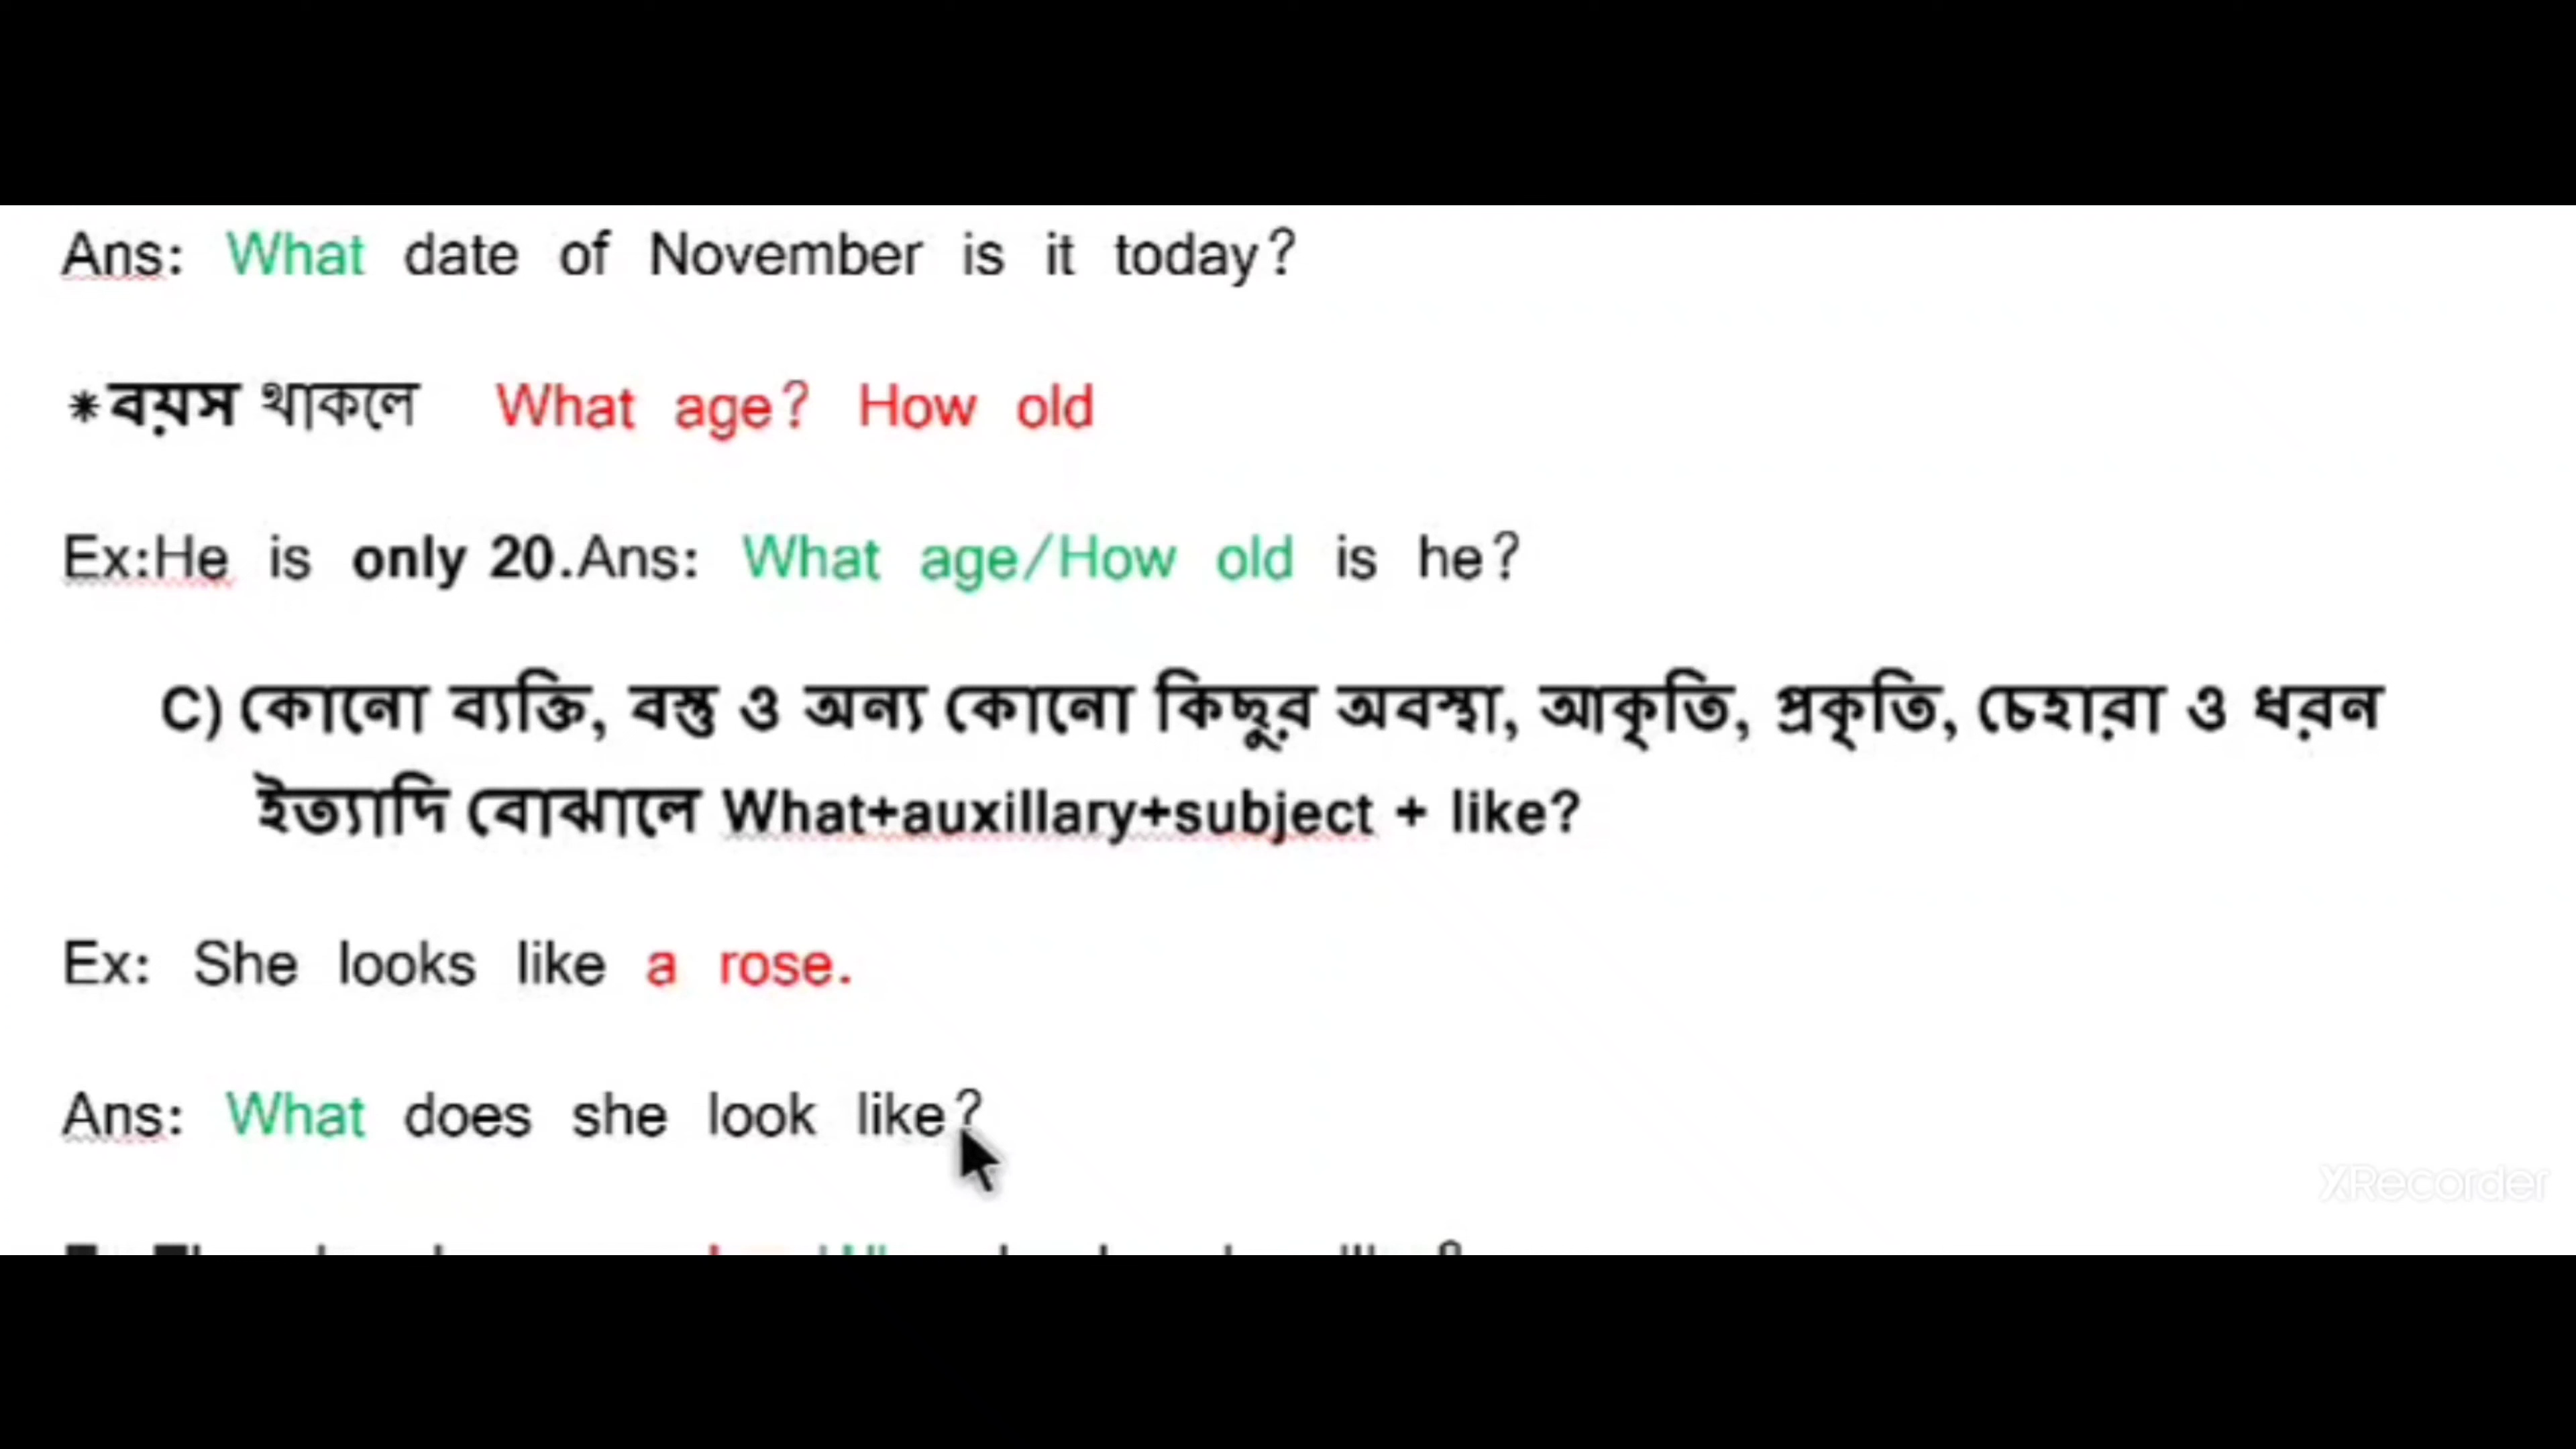 Ans: What date of November is it today?
*বয়স থাকলে What age? How old
Ex:He is only 20.Ans: What age/How old is he?
C) কোনো ব্যক্তি, বস্তু ও অন্য কোনো কিছুর অবস্থা, আকৃতি, প্রকৃতি, চেহারা ও ধরন
ইত্যাদি বোঝালে What+auxillary+subject + like?
Ex: She looks like a rose.
Ans: What does she look like?
XRecorder